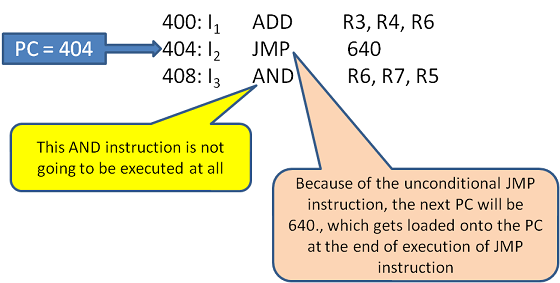 400: I1 ADD R3, R4, R6
PC = 404
404: I2 JMP 640
408: I3 AND R6, R7, R5
This AND instruction is not
going to be executed at all
Because of the unconditional JMP
instruction, the next PC will be
640., which gets loaded onto the PC
at the end of execution of JMP
instruction